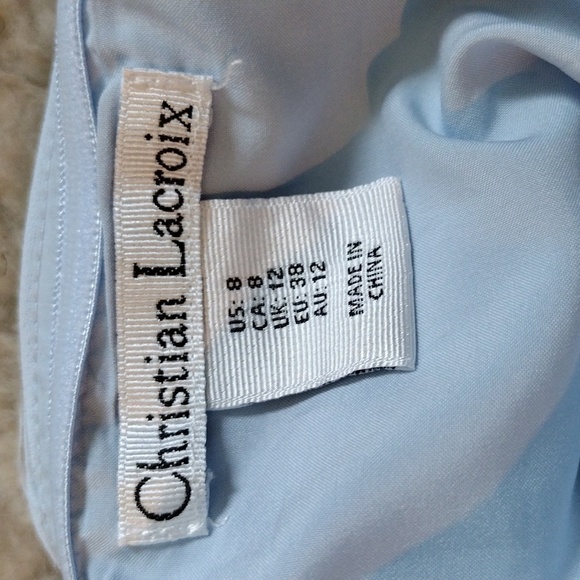 Christian Lacroix
US: 8
CA: 8
UK: 12
EU: 38
AU: 12
MADE IN
CHINA